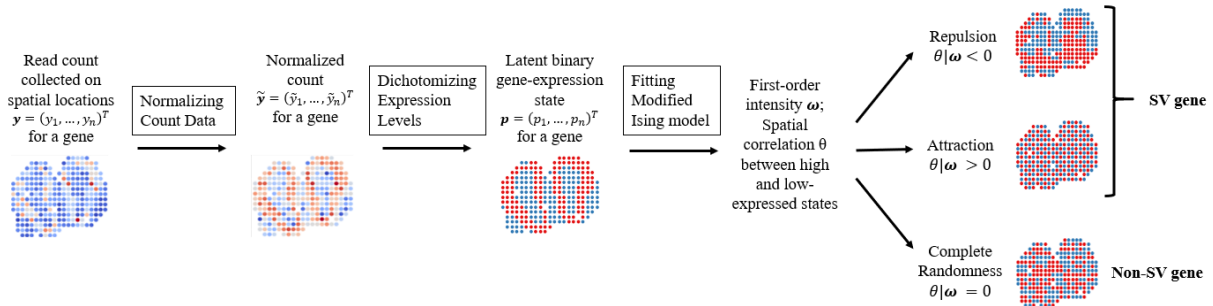 Read count
collected on
spatial locations
𝒚 = (y₁, …, yₙ)ᵀ
for a gene
Normalizing
Count Data
Normalized
count
ỹ = (ỹ₁, …, ỹₙ)ᵀ
for a gene
Dichotomizing
Expression
Levels
Latent binary
gene-expression
state
𝒑 = (p₁, …, pₙ)ᵀ
for a gene
Fitting
Modified
Ising model
First-order
intensity 𝝎;
Spatial
correlation θ
between high
and low-
expressed states
Repulsion
θ|𝝎 < 0
Attraction
θ|𝝎 > 0
Complete
Randomness
θ|𝝎 = 0
SV gene
Non-SV gene